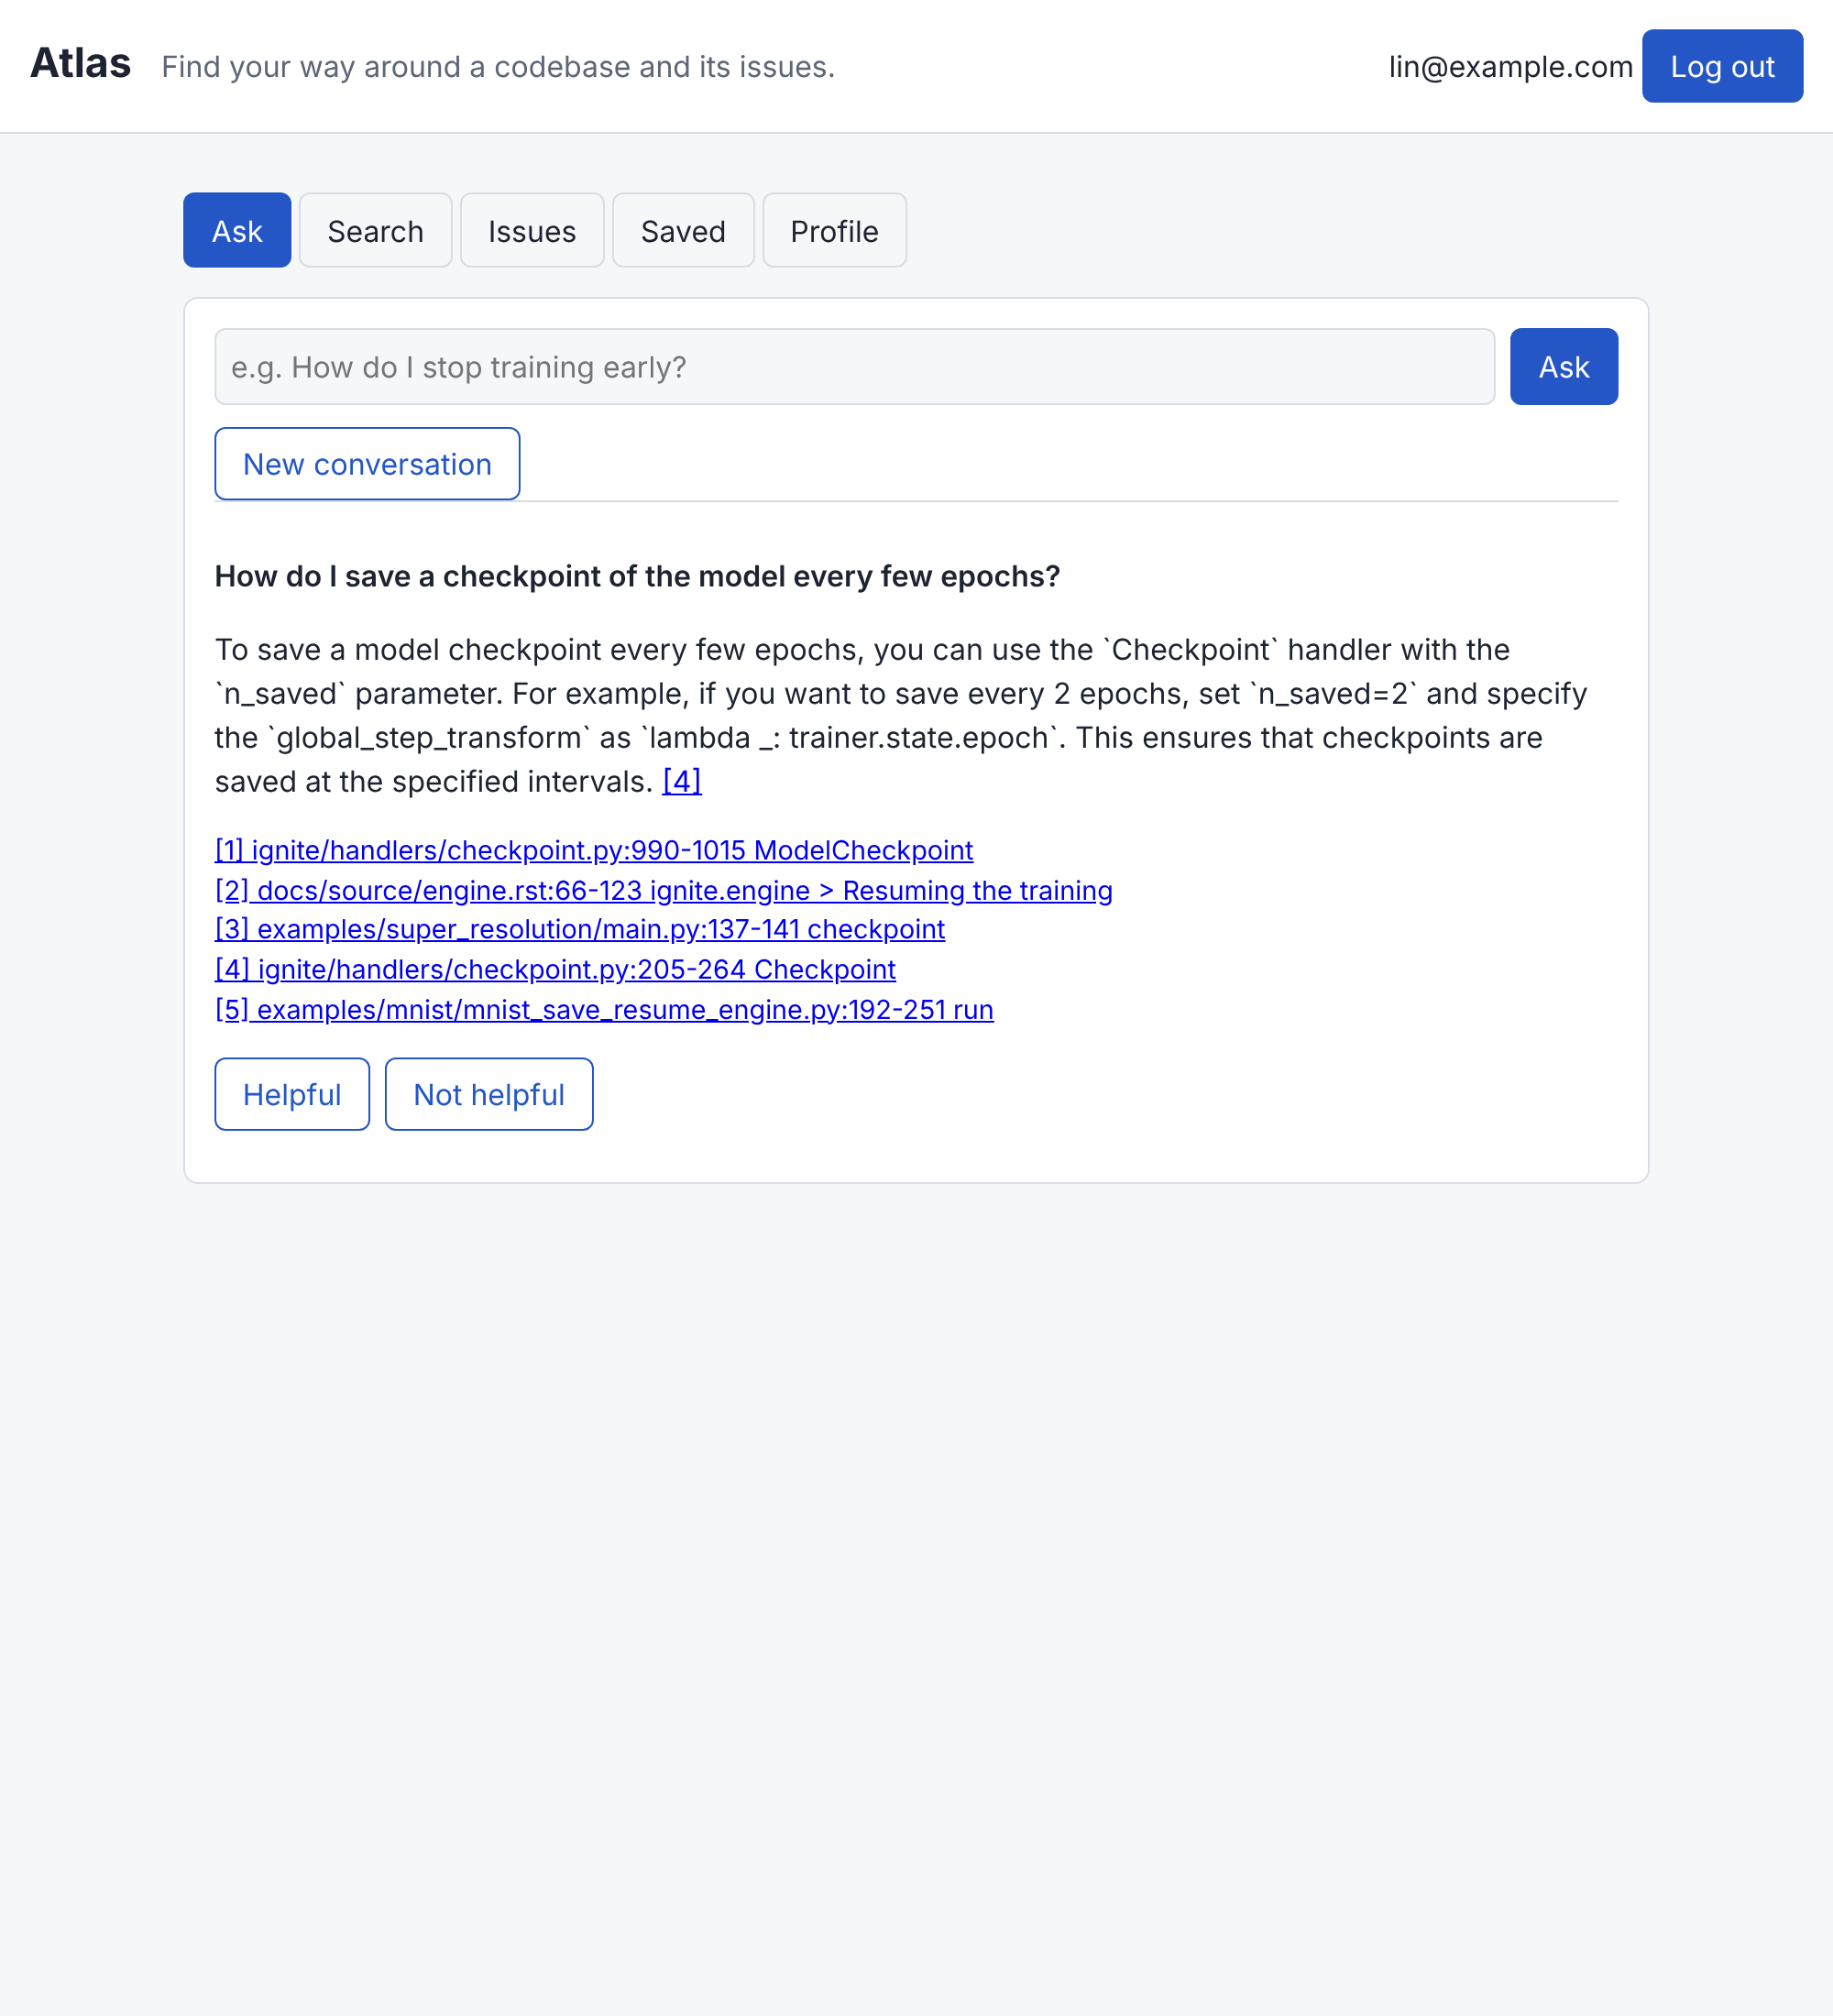 Atlas Find your way around a codebase and its issues. lin@example.com Log out
Ask Search Issues Saved Profile
e.g. How do I stop training early? Ask
New conversation
How do I save a checkpoint of the model every few epochs?
To save a model checkpoint every few epochs, you can use the `Checkpoint` handler with the
`n_saved` parameter. For example, if you want to save every 2 epochs, set `n_saved=2` and specify
the `global_step_transform` as `lambda _: trainer.state.epoch`. This ensures that checkpoints are
saved at the specified intervals. [4]
[1] ignite/handlers/checkpoint.py:990-1015 ModelCheckpoint
[2] docs/source/engine.rst:66-123 ignite.engine > Resuming the training
[3] examples/super_resolution/main.py:137-141 checkpoint
[4] ignite/handlers/checkpoint.py:205-264 Checkpoint
[5] examples/mnist/mnist_save_resume_engine.py:192-251 run
Helpful Not helpful